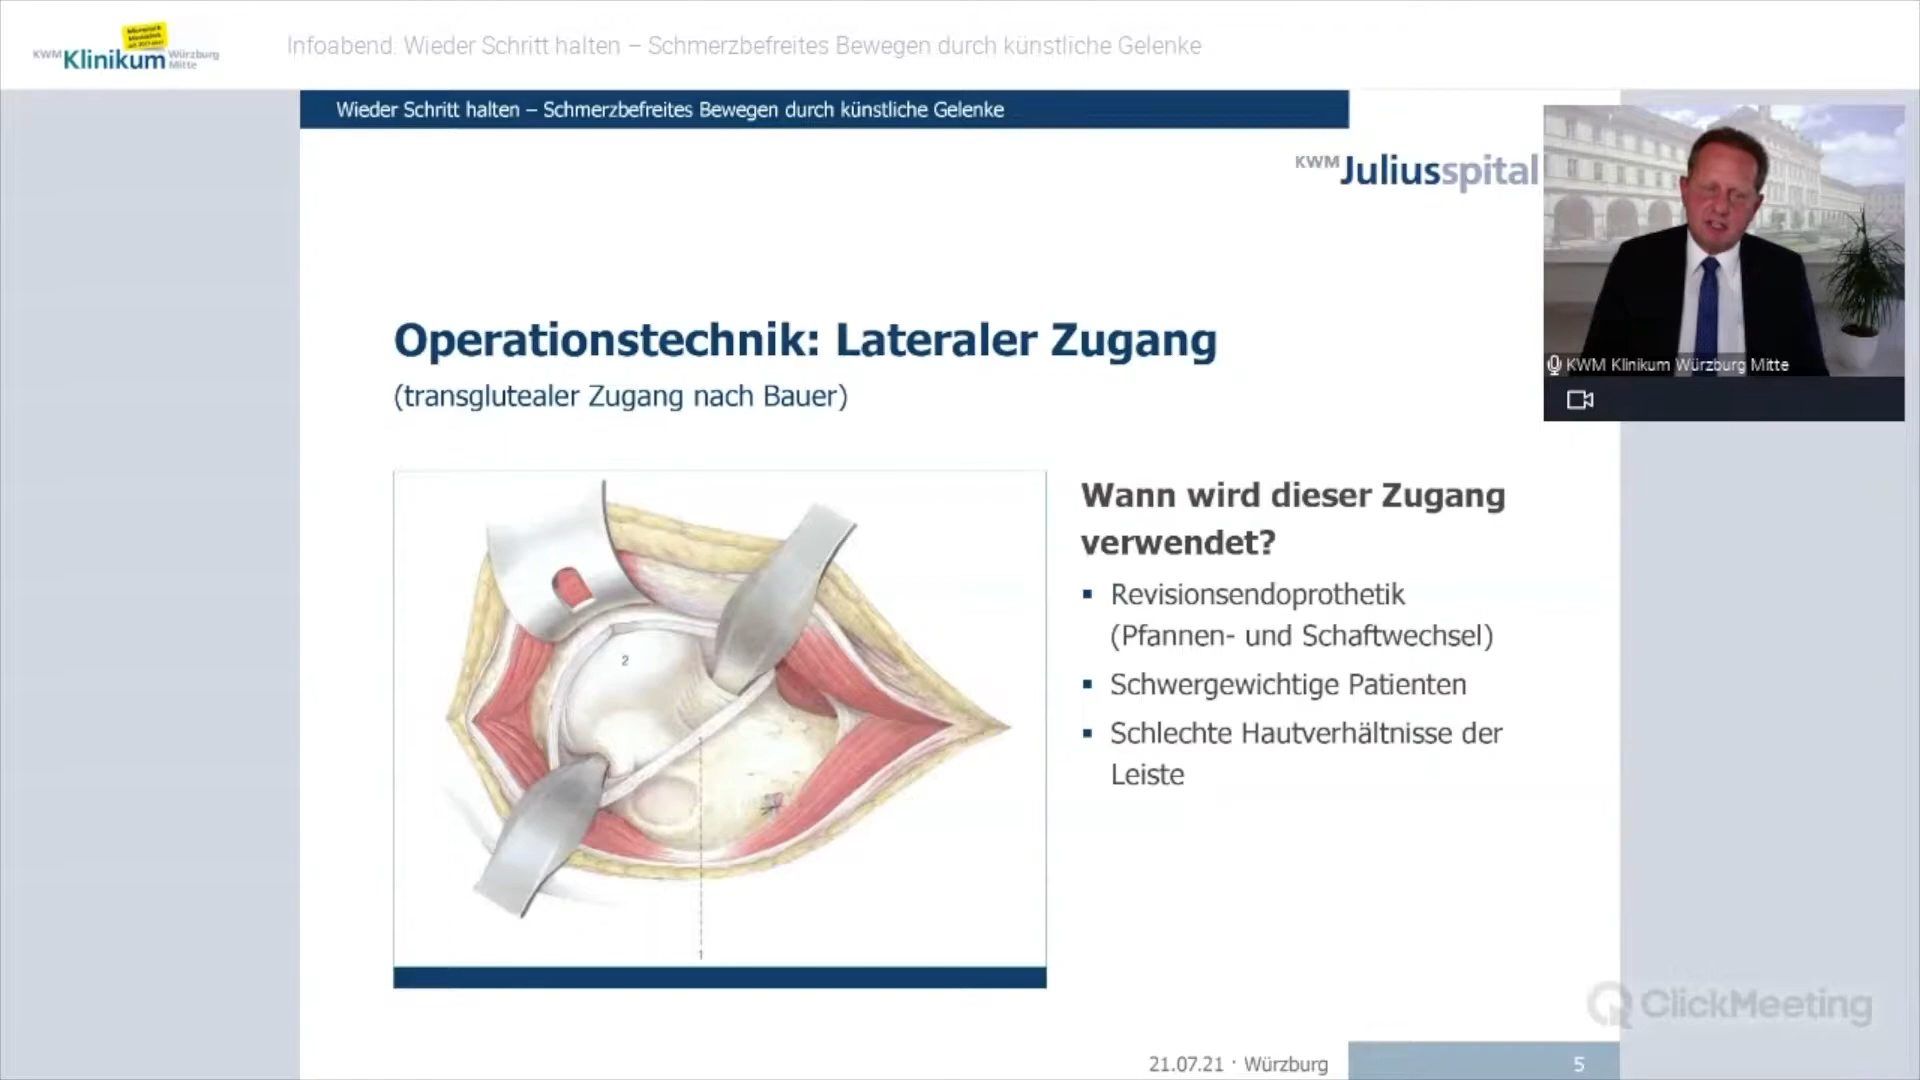 KWM Klinikum Würzburg Mitte
Infoabend: Wieder Schritt halten – Schmerzbefreites Bewegen durch künstliche Gelenke
Wieder Schritt halten – Schmerzbefreites Bewegen durch künstliche Gelenke
KWM Juliusspital
KWM Klinikum Würzburg Mitte
Operationstechnik: Lateraler Zugang
(transglutealer Zugang nach Bauer)
Wann wird dieser Zugang
verwendet?
▪ Revisionsendoprothetik
(Pfannen- und Schaftwechsel)
▪ Schwergewichtige Patienten
▪ Schlechte Hautverhältnisse der
Leiste
2
1
ClickMeeting
21.07.21 · Würzburg
5